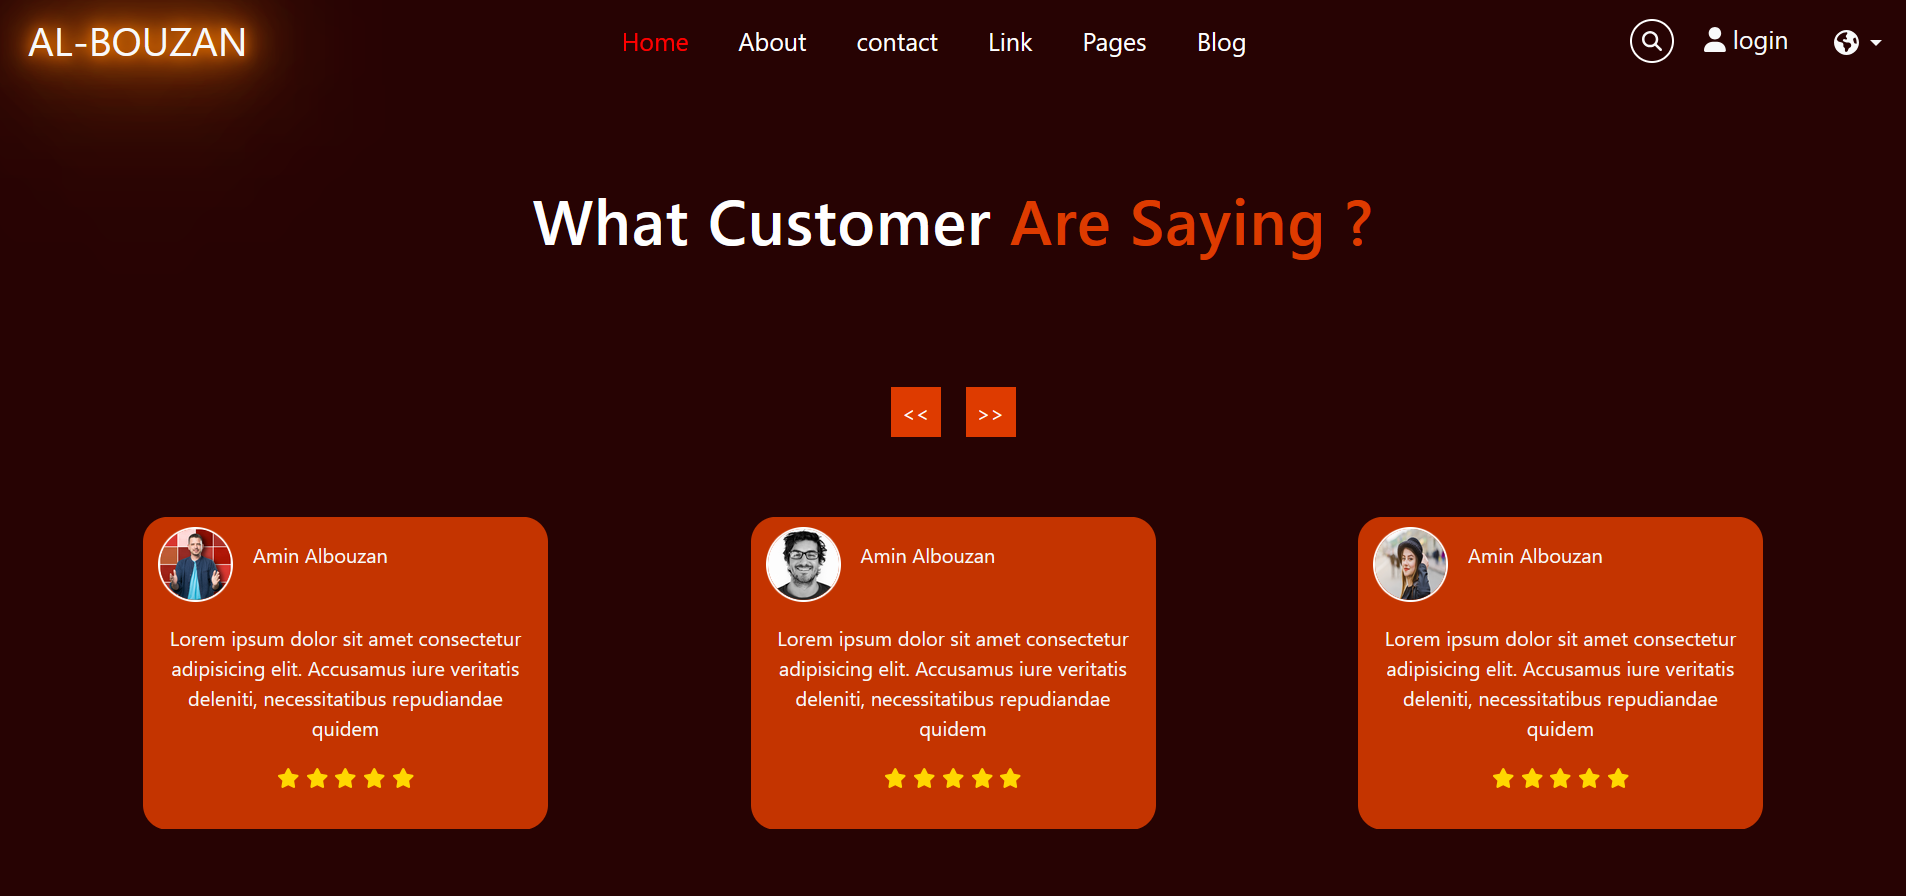 AL-BOUZAN
Home About contact Link Pages Blog
login
What Customer Are Saying ?
<< >>
Amin Albouzan
Lorem ipsum dolor sit amet consectetur
adipisicing elit. Accusamus iure veritatis
deleniti, necessitatibus repudiandae
quidem
Amin Albouzan
Lorem ipsum dolor sit amet consectetur
adipisicing elit. Accusamus iure veritatis
deleniti, necessitatibus repudiandae
quidem
Amin Albouzan
Lorem ipsum dolor sit amet consectetur
adipisicing elit. Accusamus iure veritatis
deleniti, necessitatibus repudiandae
quidem